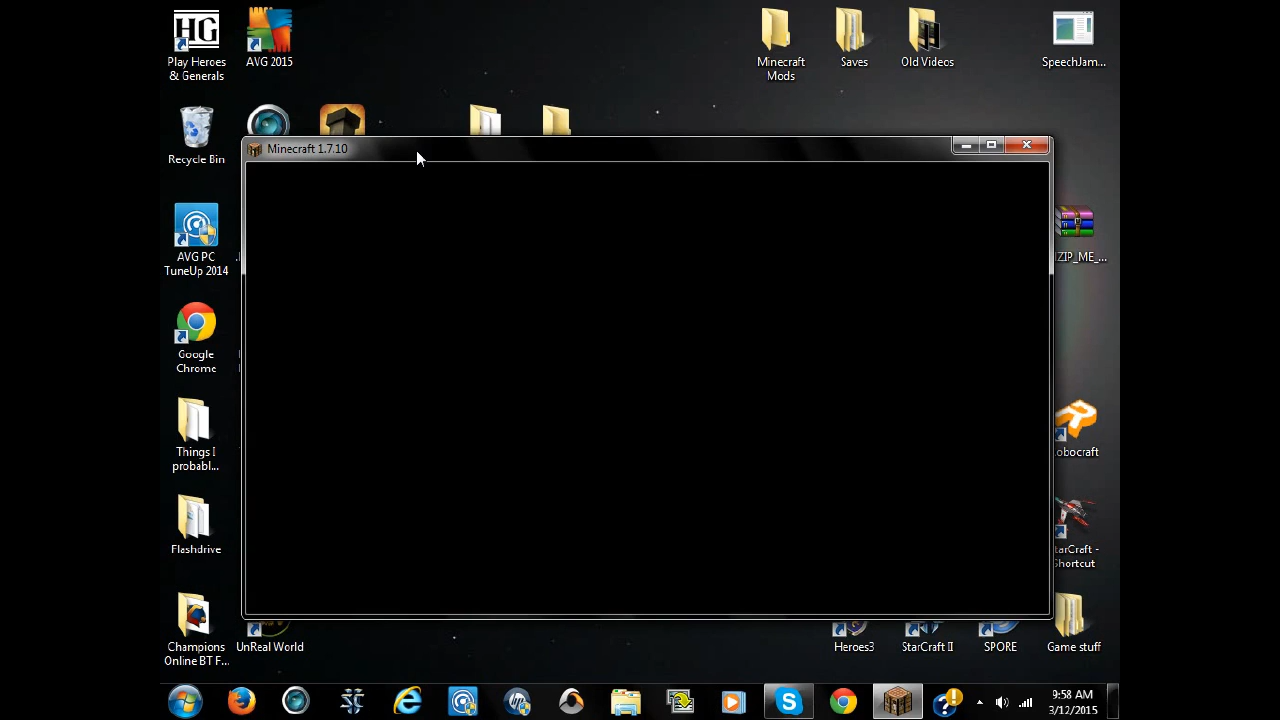 HG
Play Heroes
& Generals
AVG 2015
Minecraft
Mods
Saves
Old Videos
SpeechJam...
Recycle Bin
Minecraft 1.7.10
AVG PC
TuneUp 2014
ZIP_ME_...
Google
Chrome
Things I
probabl...
obocraft
Flashdrive
tarCraft -
hortcut
Champions
Online BT F...
UnReal World
Heroes3
StarCraft II
SPORE
Game stuff
9:58 AM
3/12/2015